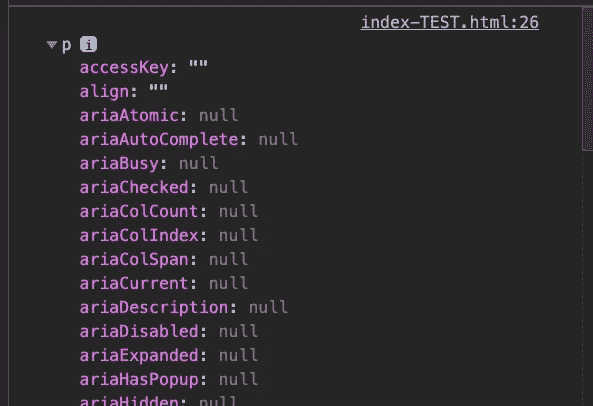 index-TEST.html:26
p i
accessKey: ""
align: ""
ariaAtomic: null
ariaAutoComplete: null
ariaBusy: null
ariaChecked: null
ariaColCount: null
ariaColIndex: null
ariaColSpan: null
ariaCurrent: null
ariaDescription: null
ariaDisabled: null
ariaExpanded: null
ariaHasPopup: null
ariaHidden: null